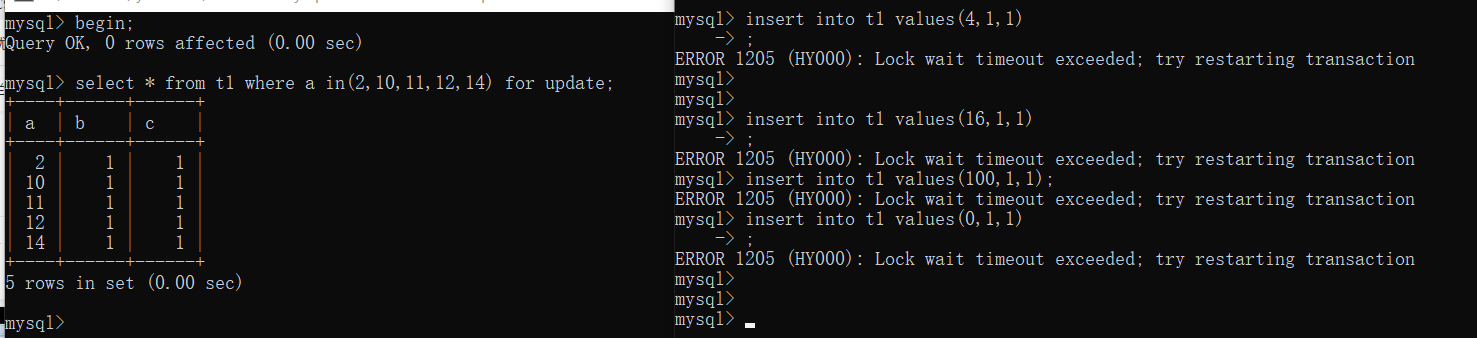 mysql> begin;
Query OK, 0 rows affected (0.00 sec)
mysql> select * from t1 where a in(2,10,11,12,14) for update;
+----+------+------+
| a  | b    | c    |
+----+------+------+
|  2 |    1 |    1 |
| 10 |    1 |    1 |
| 11 |    1 |    1 |
| 12 |    1 |    1 |
| 14 |    1 |    1 |
+----+------+------+
5 rows in set (0.00 sec)
mysql>
mysql> insert into t1 values(4,1,1)
    -> ;
ERROR 1205 (HY000): Lock wait timeout exceeded; try restarting transaction
mysql>
mysql>
mysql> insert into t1 values(16,1,1)
    -> ;
ERROR 1205 (HY000): Lock wait timeout exceeded; try restarting transaction
mysql> insert into t1 values(100,1,1);
ERROR 1205 (HY000): Lock wait timeout exceeded; try restarting transaction
mysql> insert into t1 values(0,1,1)
    -> ;
ERROR 1205 (HY000): Lock wait timeout exceeded; try restarting transaction
mysql>
mysql>
mysql>